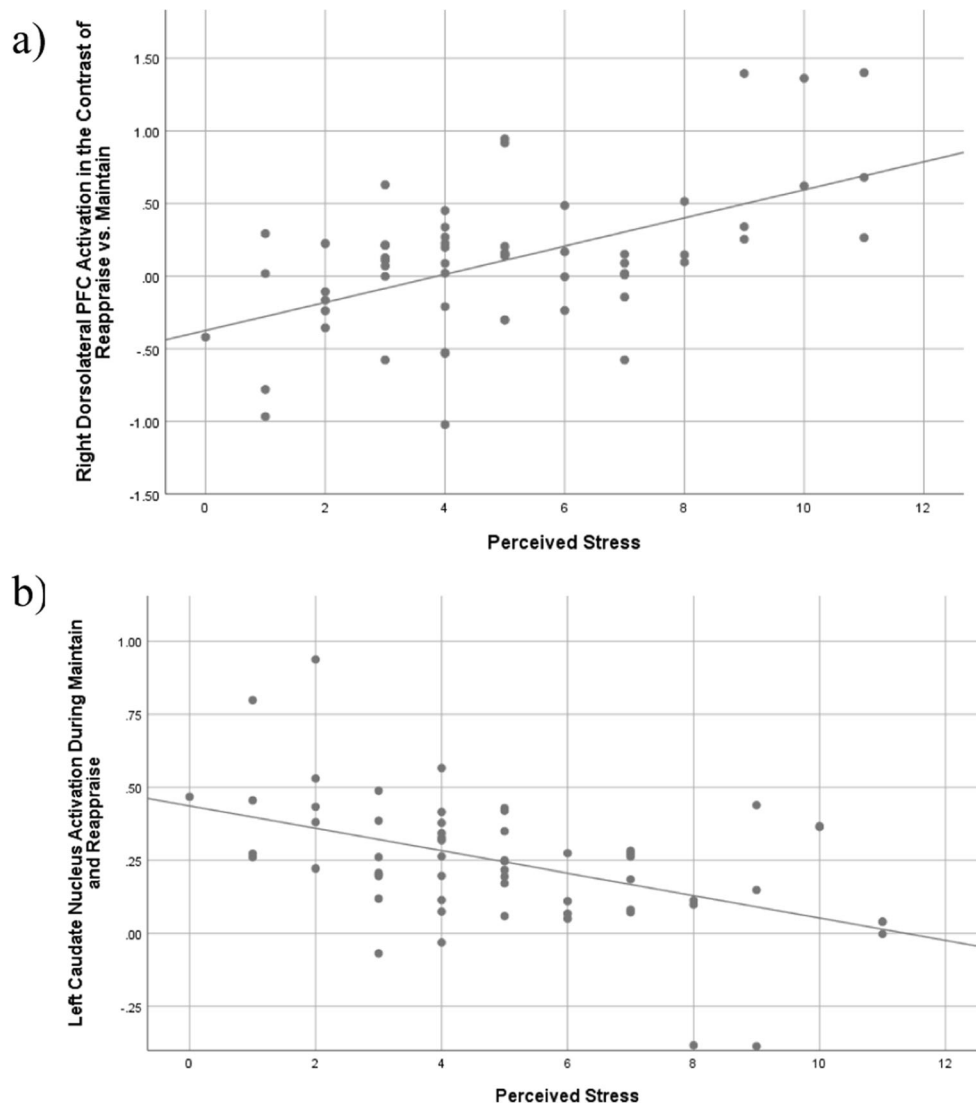 a)
Right Dorsolateral PFC Activation in the Contrast of
Reappraise vs. Maintain
1.50
1.00
.50
.00
-.50
-1.00
-1.50
0 2 4 6 8 10 12
Perceived Stress
b)
Left Caudate Nucleus Activation During Maintain
and Reappraise
1.00
.75
.50
.25
.00
-.25
0 2 4 6 8 10 12
Perceived Stress